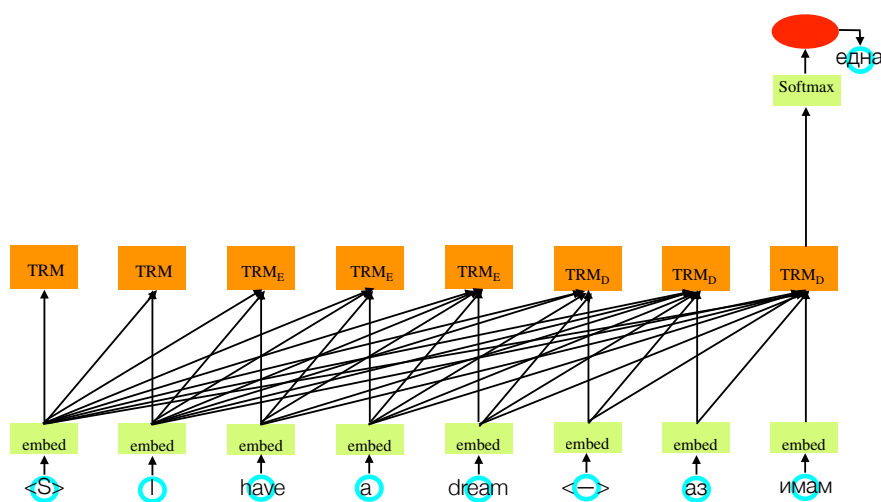 една
Softmax
TRM TRM TRM_E TRM_E TRM_E TRM_D TRM_D TRM_D
embed embed embed embed embed embed embed embed
<S> I have a dream <—> аз имам